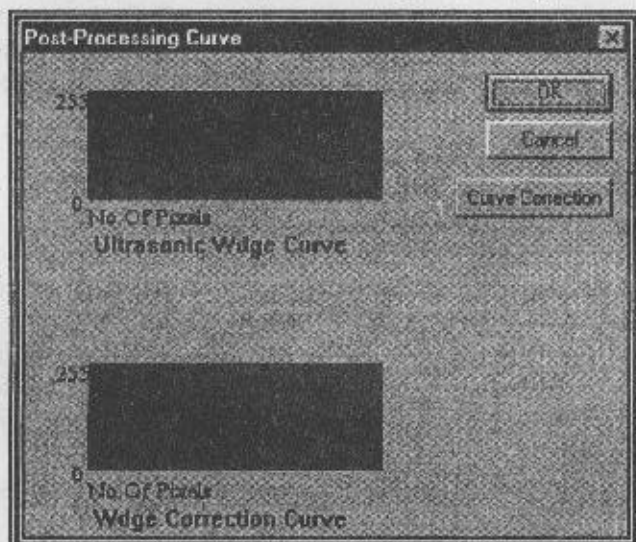 Post-Processing Curve
255
0
No Of Pixels
Ultrasonic Wdge Curve
OK
Cancel
Curve Correction
255
0
No Of Pixels
Wdge Correction Curve